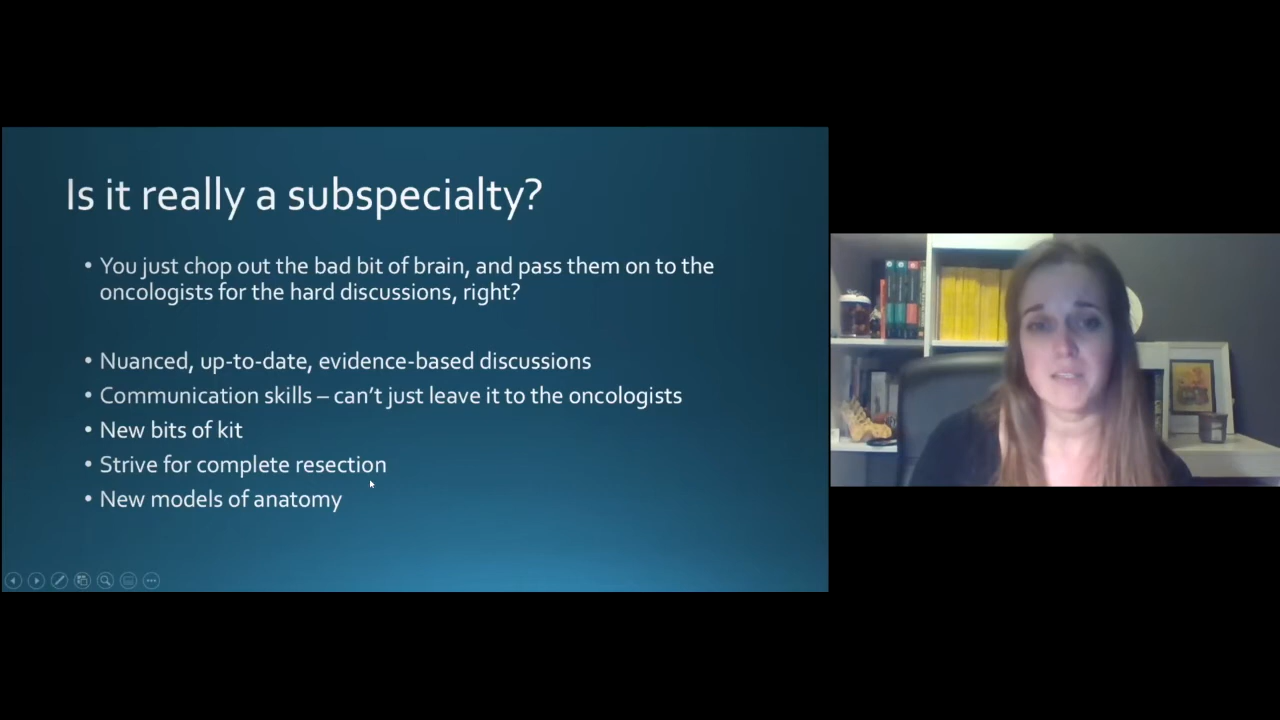 Is it really a subspecialty?
• You just chop out the bad bit of brain, and pass them on to the
oncologists for the hard discussions, right?
• Nuanced, up-to-date, evidence-based discussions
• Communication skills – can't just leave it to the oncologists
• New bits of kit
• Strive for complete resection
• New models of anatomy